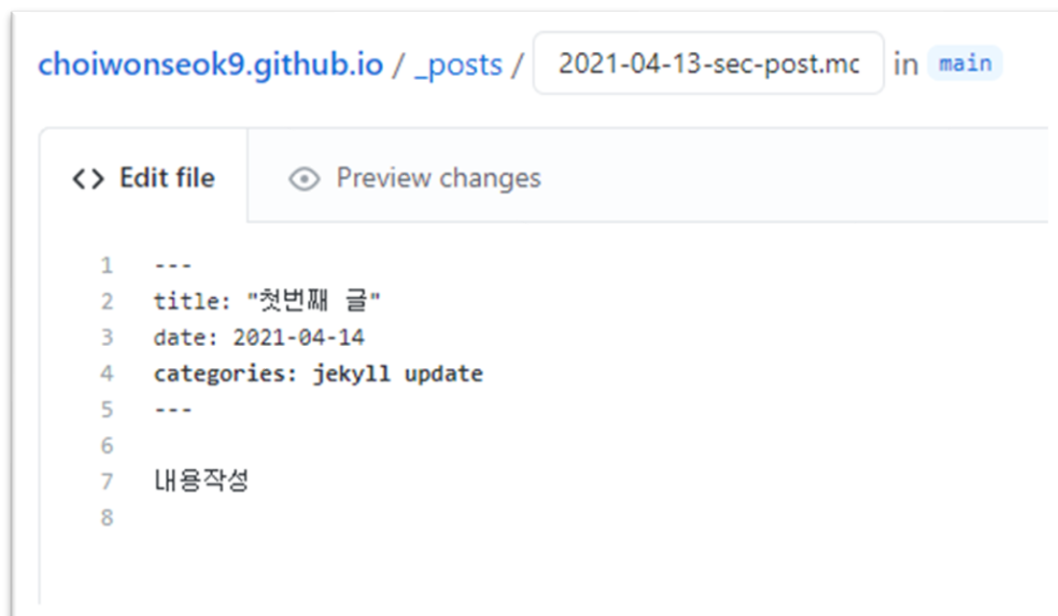 choiwonseok9.github.io / _posts / 2021-04-13-sec-post.mc in main
<> Edit file Preview changes
1 ---
2 title: "첫번째 글"
3 date: 2021-04-14
4 categories: jekyll update
5 ---
6
7 내용작성
8